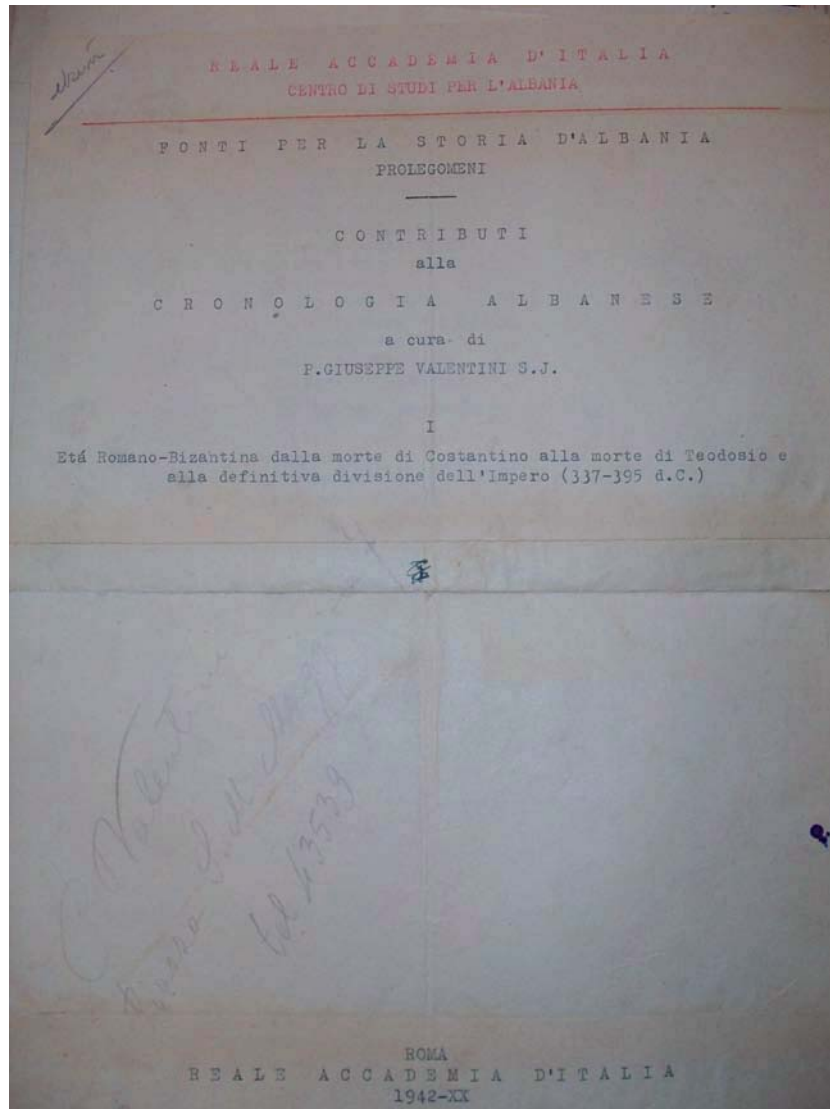 REALE ACCADEMIA D'ITALIA
CENTRO DI STUDI PER L'ALBANIA
FONTI PER LA STORIA D'ALBANIA
PROLEGOMENI
CONTRIBUTI
alla
CRONOLOGIA ALBANESE
a cura di
P.GIUSEPPE VALENTINI S.J.
I
Etá Romano-Bizantina dalla morte di Costantino alla morte di Teodosio e
alla definitiva divisione dell'Impero (337-395 d.C.)
Valentini
tel 43539
ROMA
REALE ACCADEMIA D'ITALIA
1942-XX